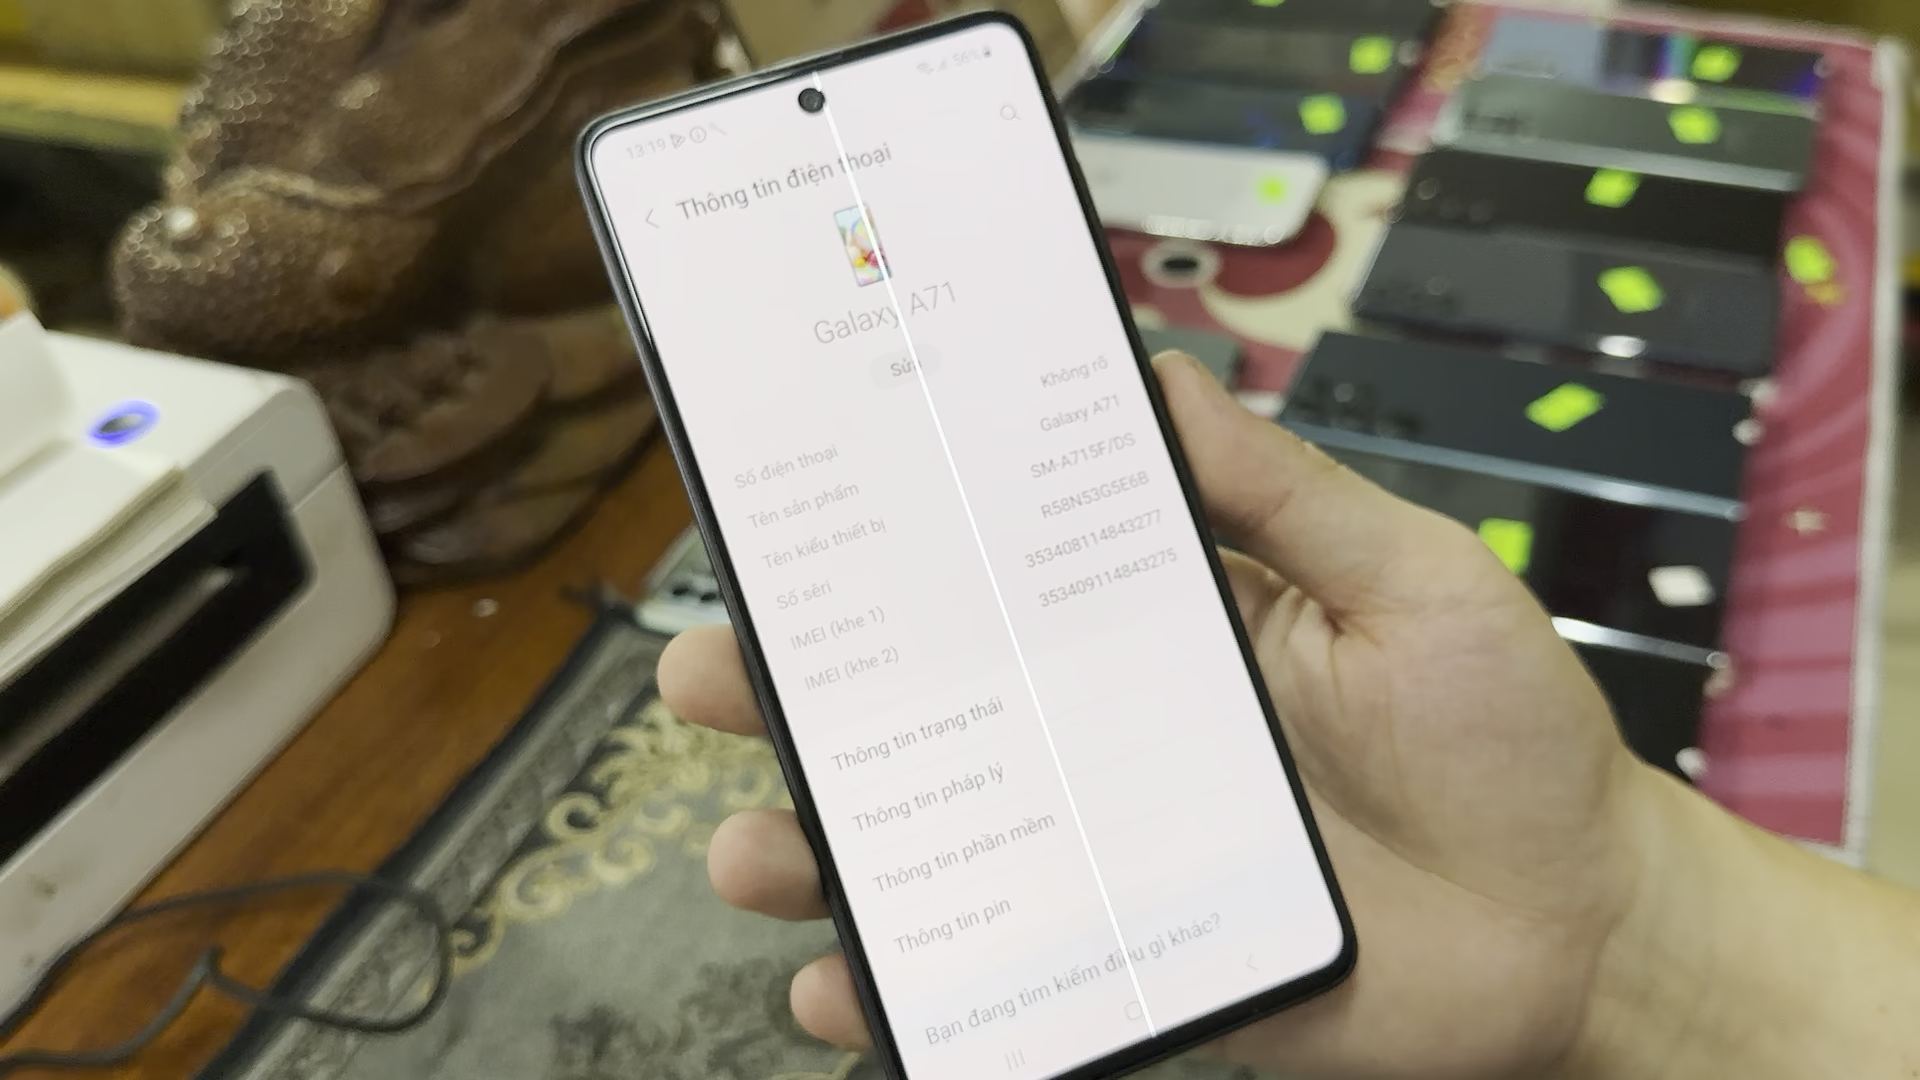 13:19
56%
Thông tin điện thoại
Galaxy A71
Sửa
Số điện thoại Không rõ
Tên sản phẩm Galaxy A71
Tên kiểu thiết bị SM-A715F/DS
Số sêri R58N53G5E6B
IMEI (khe 1) 353408114843277
IMEI (khe 2) 353409114843275
Thông tin trạng thái
Thông tin pháp lý
Thông tin phần mềm
Thông tin pin
Bạn đang tìm kiếm điều gì khác?